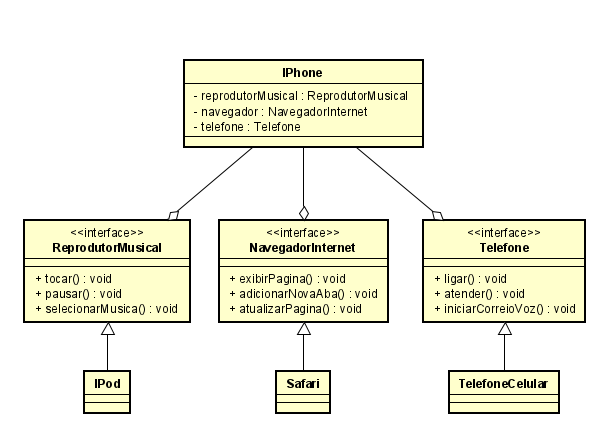 IPhone
- reprodutorMusical : ReprodutorMusical
- navegador : NavegadorInternet
- telefone : Telefone
<<interface>>
ReprodutorMusical
+ tocar() : void
+ pausar() : void
+ selecionarMusica() : void
<<interface>>
NavegadorInternet
+ exibirPagina() : void
+ adicionarNovaAba() : void
+ atualizarPagina() : void
<<interface>>
Telefone
+ ligar() : void
+ atender() : void
+ iniciarCorreioVoz() : void
IPod
Safari
TelefoneCelular